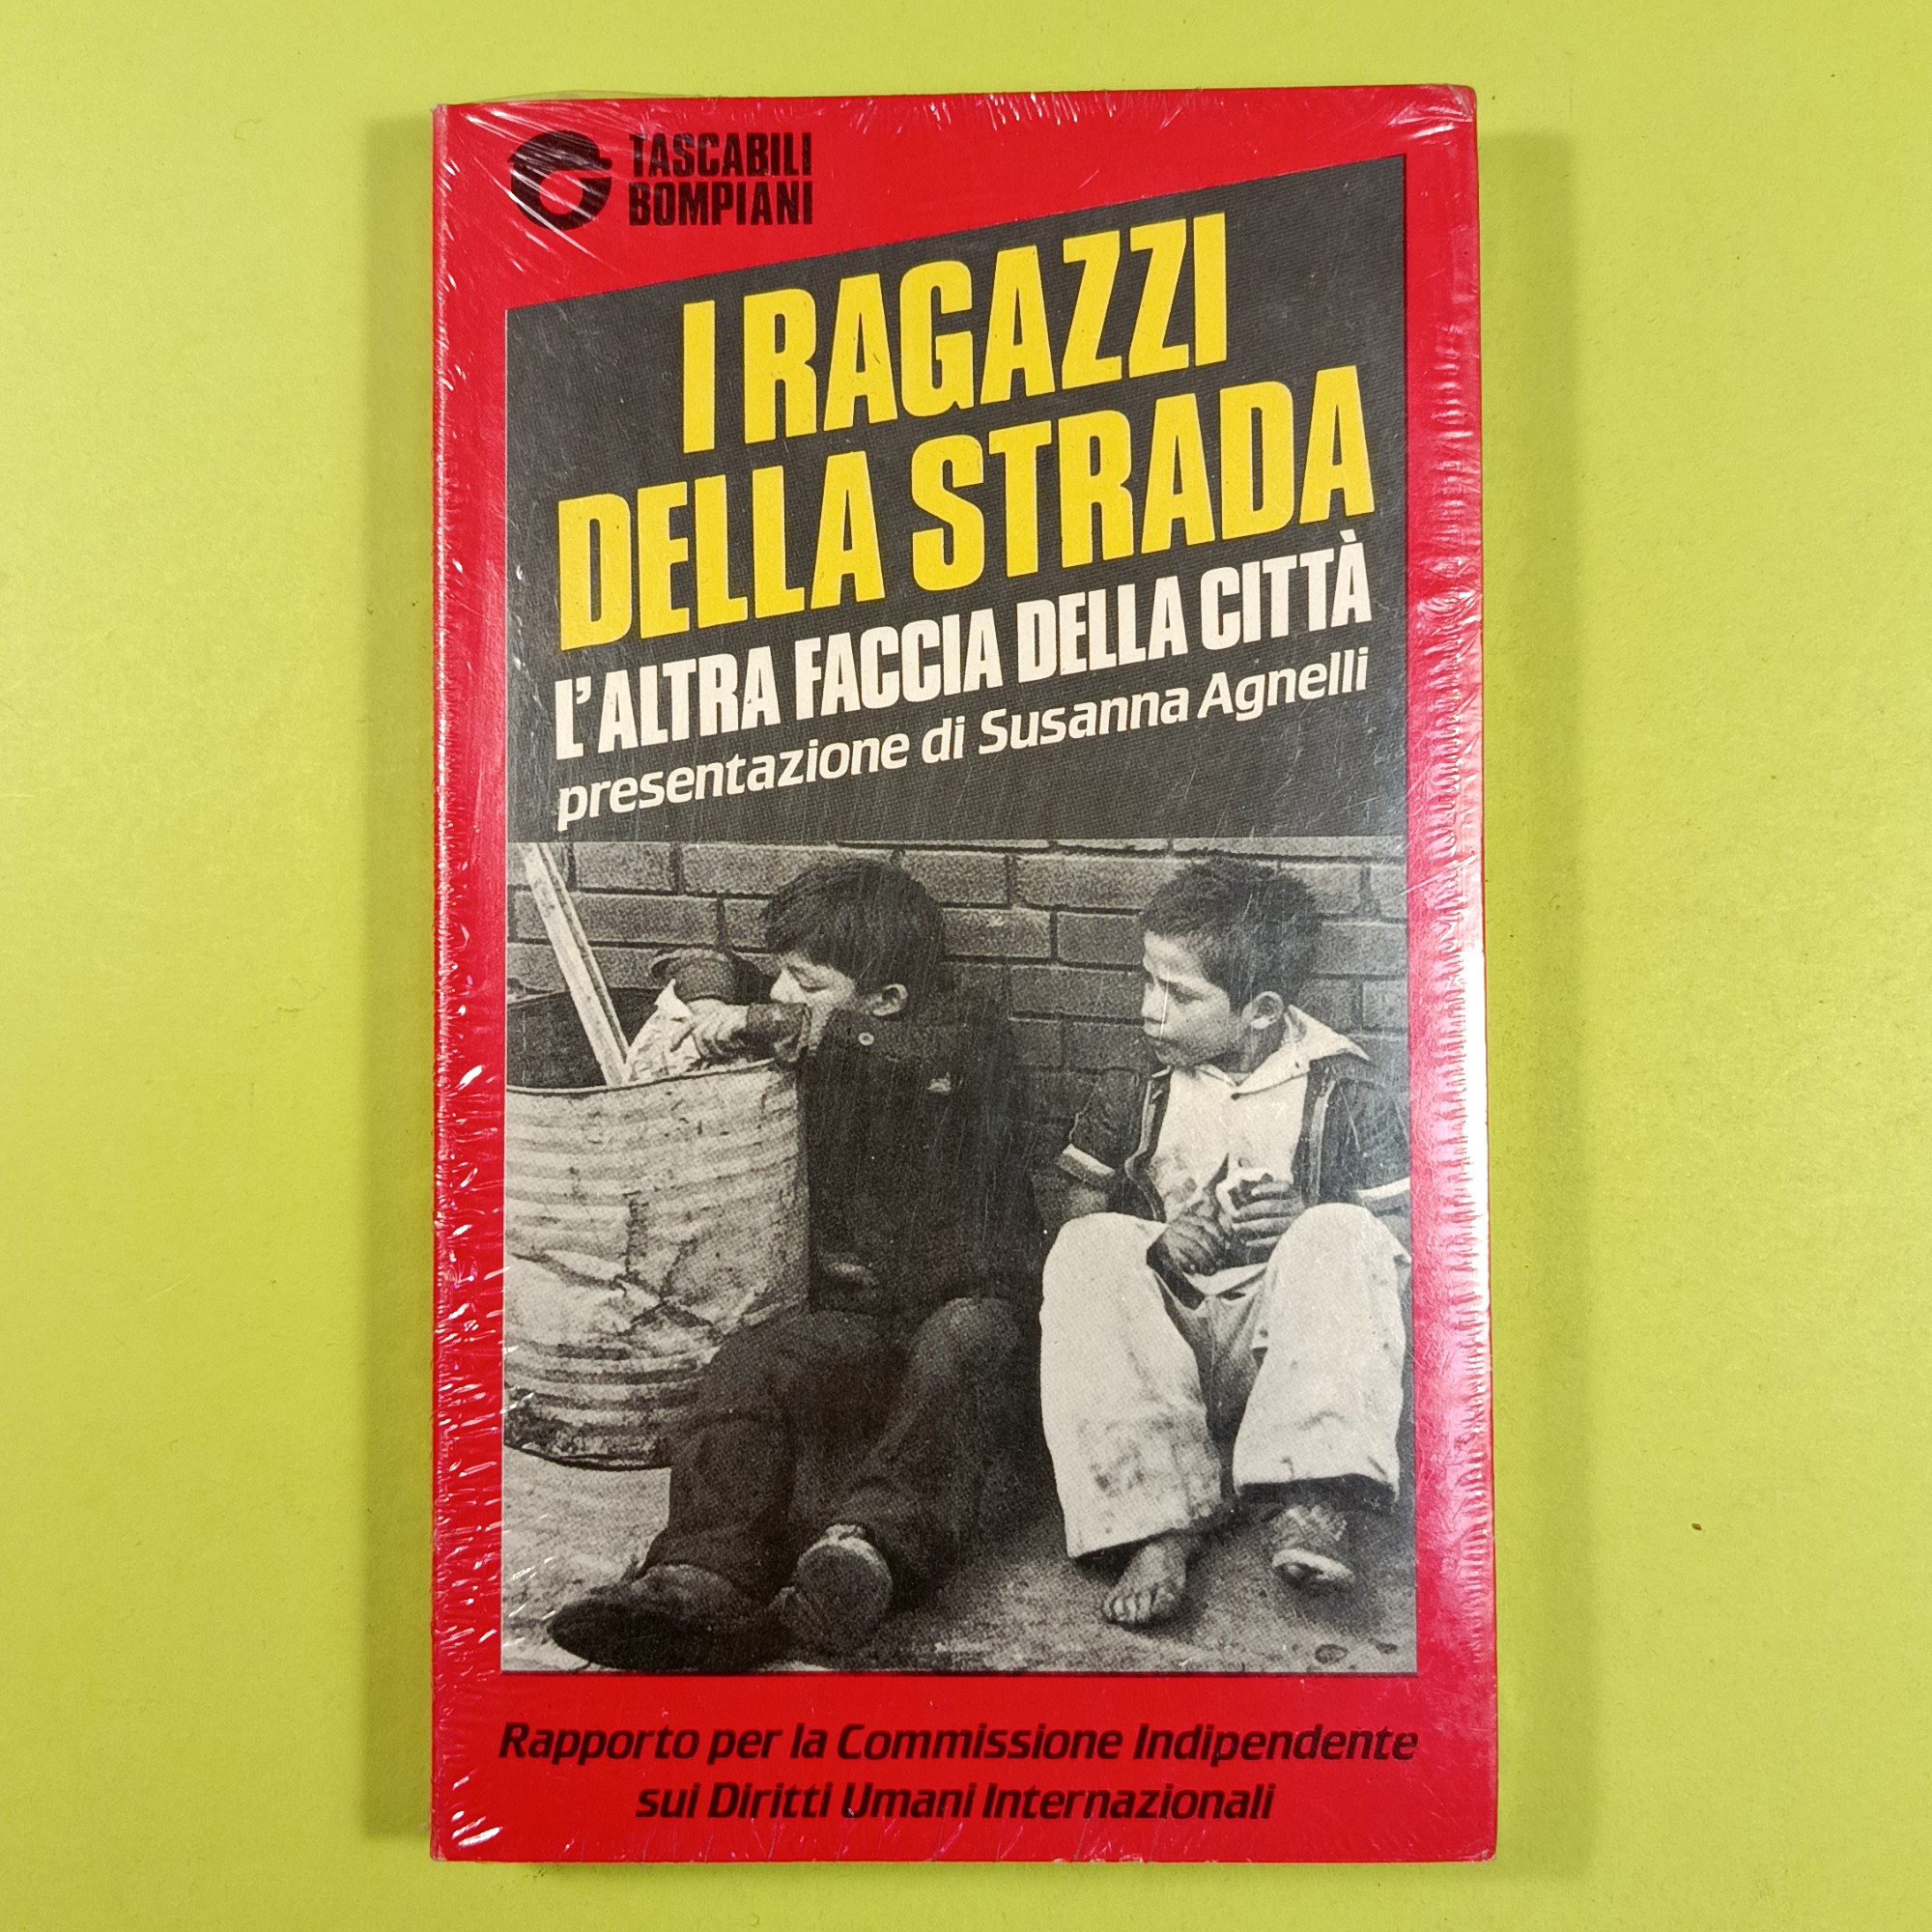 TASCABILI
BOMPIANI
I RAGAZZI
DELLA STRADA
L'ALTRA FACCIA DELLA CITTÀ
presentazione di Susanna Agnelli
Rapporto per la Commissione Indipendente
sui Diritti Umani Internazionali